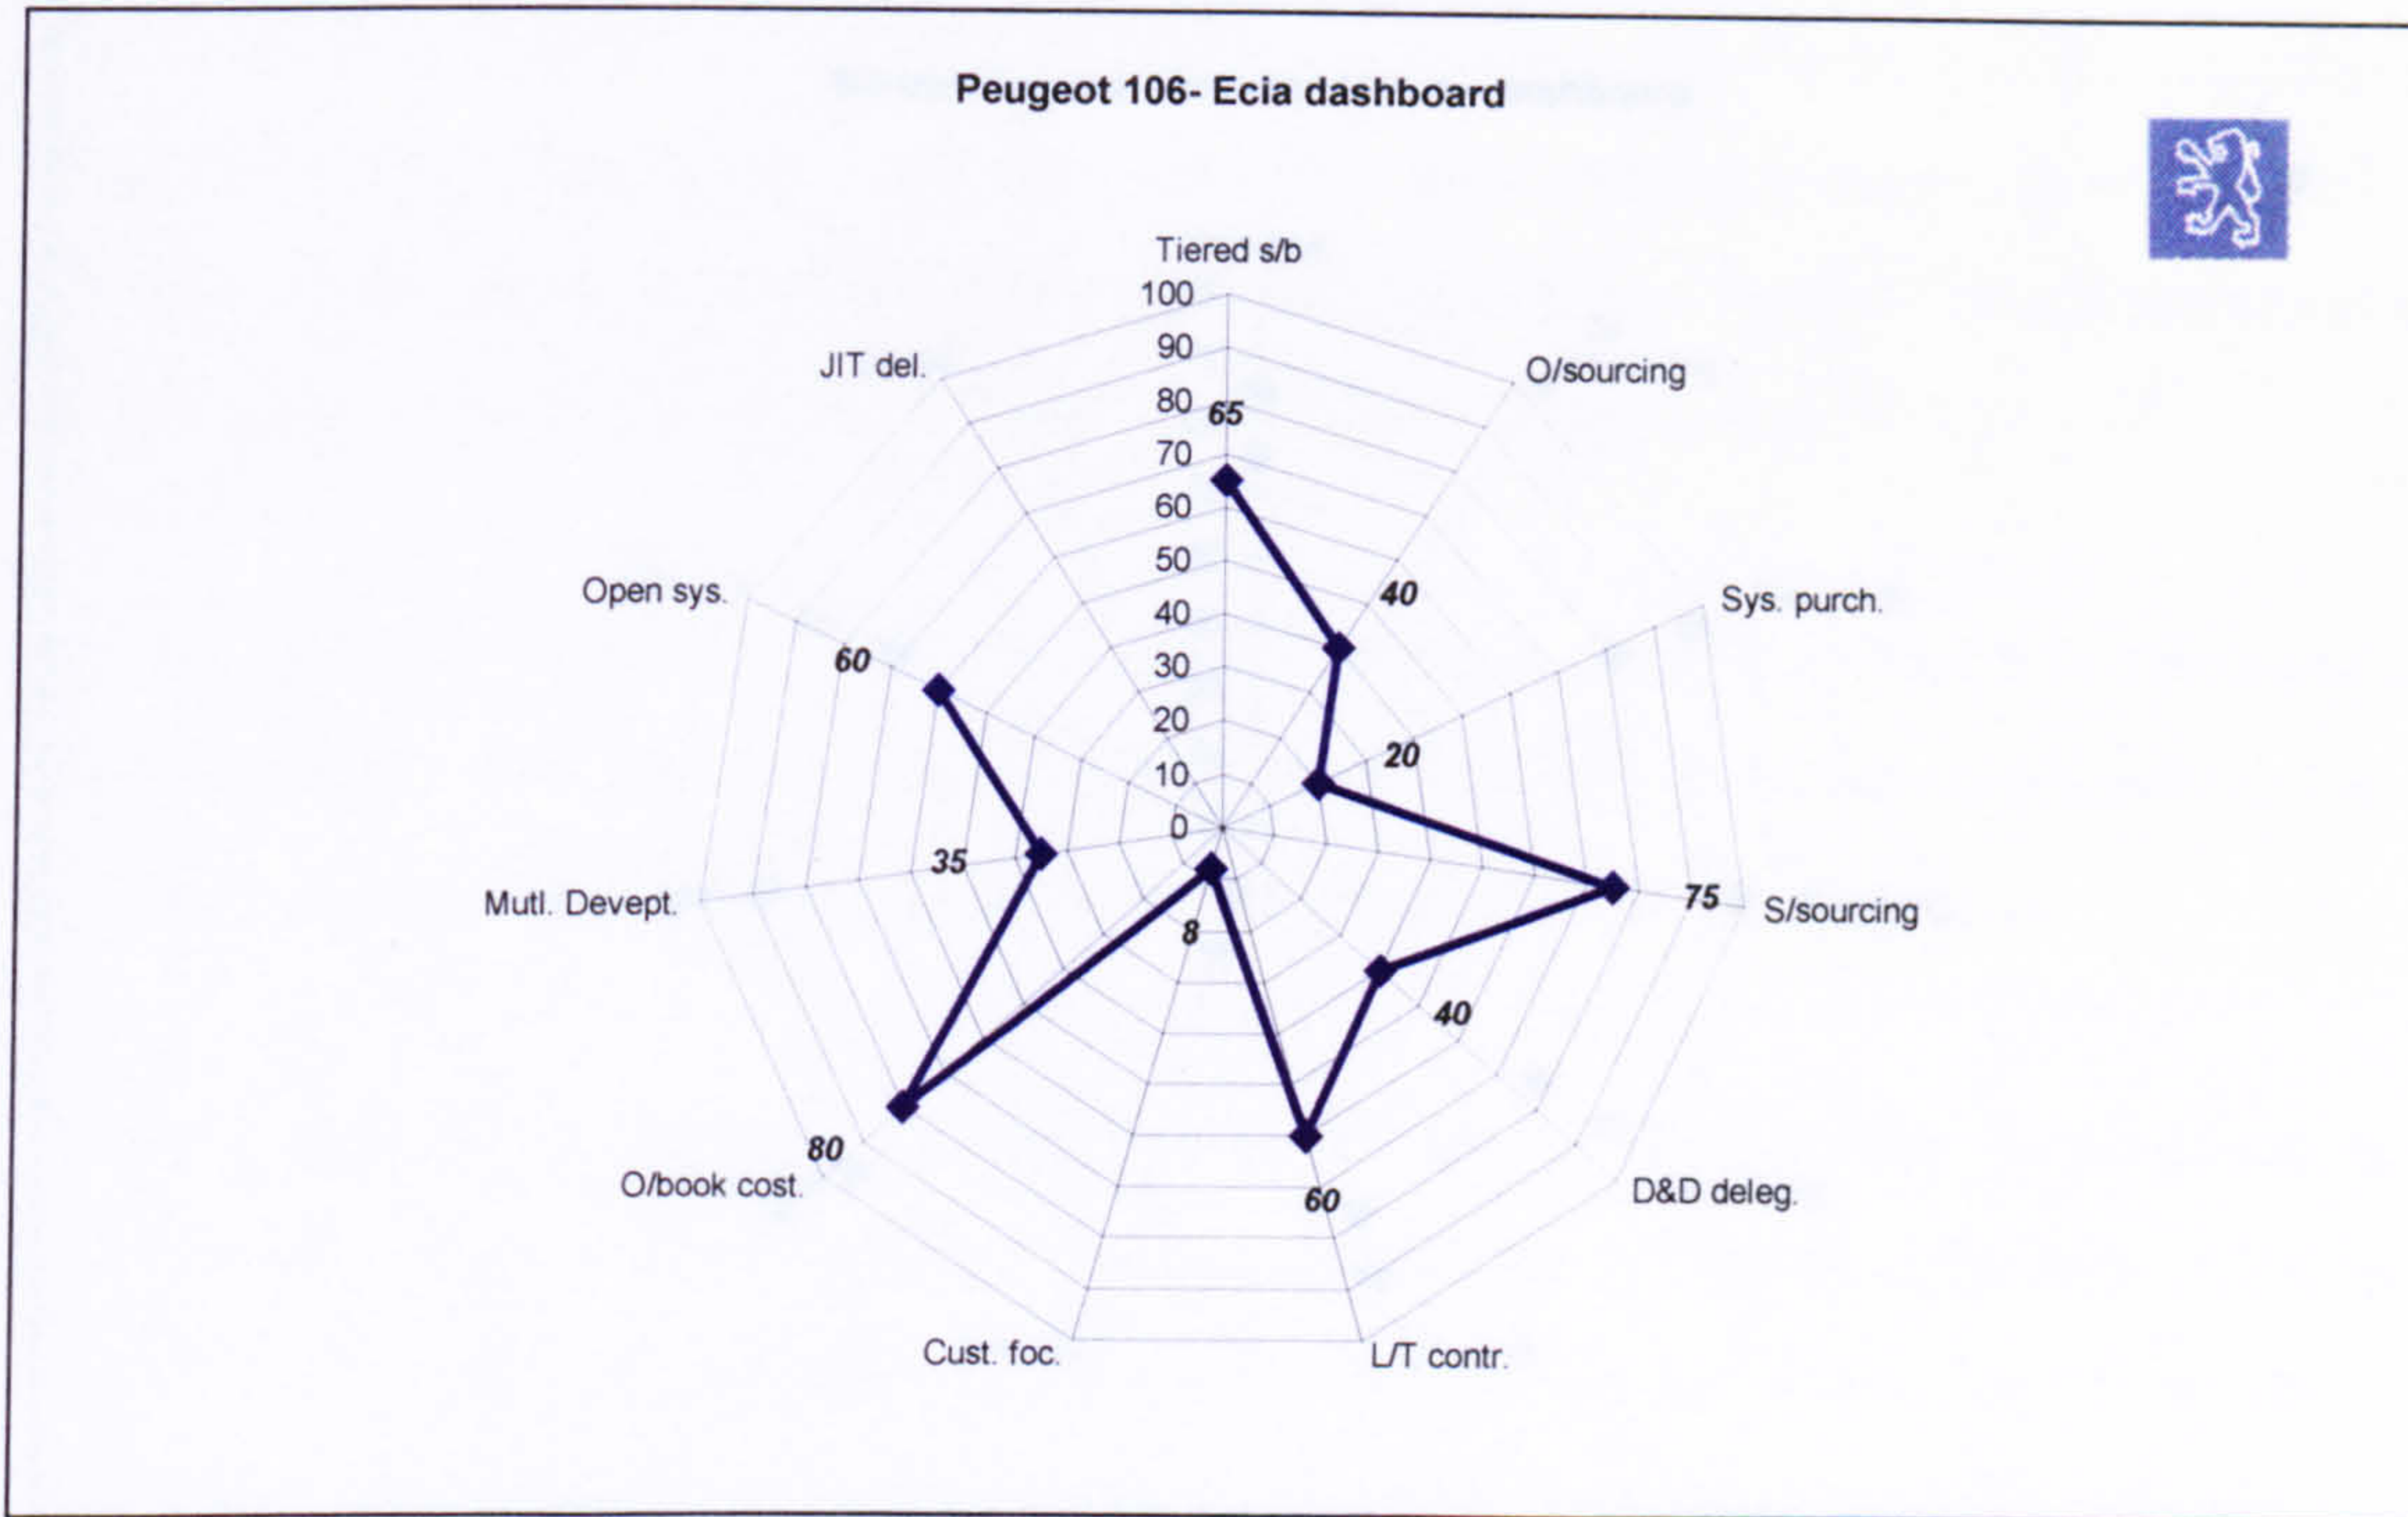 Peugeot 106- Ecia dashboard
Tiered s/b
100
90
80
70
60
50
40
30
20
10
0
65
JIT del.
O/sourcing
40
Open sys.
60
Sys. purch.
20
Mutl. Devept.
35
75
S/sourcing
8
40
80
O/book cost.
60
D&D deleg.
Cust. foc.
L/T contr.